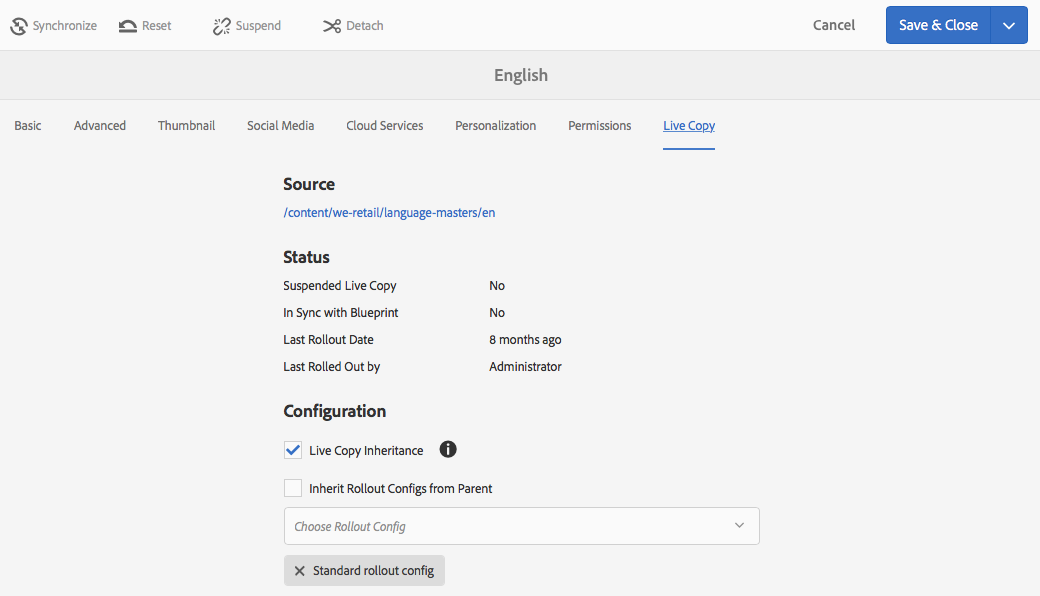 Synchronize Reset Suspend Detach Cancel Save & Close
English
Basic Advanced Thumbnail Social Media Cloud Services Personalization Permissions Live Copy
Source
/content/we-retail/language-masters/en
Status
Suspended Live Copy No
In Sync with Blueprint No
Last Rollout Date 8 months ago
Last Rolled Out by Administrator
Configuration
Live Copy Inheritance
Inherit Rollout Configs from Parent
Choose Rollout Config
Standard rollout config